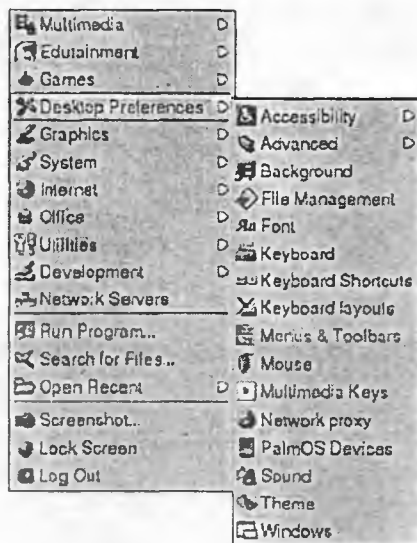 Multimedia
Edutainment
Games
Desktop Preferences
Graphics
System
Internet
Office
Utilities
Development
Network Servers
Run Program...
Search for Files...
Open Recent
Screenshot...
Lock Screen
Log Out
Accessibility
Advanced
Background
File Management
Font
Keyboard
Keyboard Shortcuts
Keyboard layouts
Menus & Toolbars
Mouse
Multimedia Keys
Network proxy
PalmOS Devices
Sound
Theme
Windows